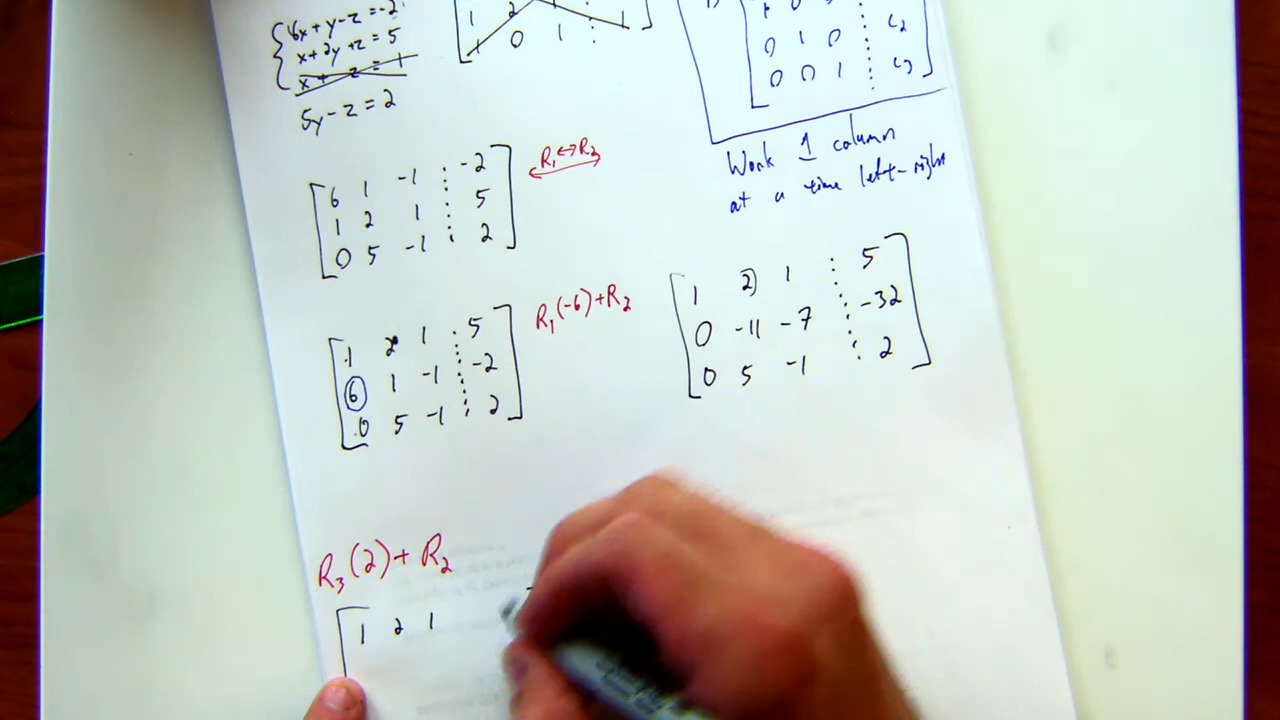 6x + y - z = -2
x + 2y + z = 5
x + z = 1
5y - z = 2
1 2 1
0 1 ⋮
1 0 0
0 1 0 ⋮ C2
0 0 1 ⋮ C3
Work 1 column
at a time left-right
6 1 -1 ⋮ -2
1 2 1 ⋮ 5
0 5 -1 ⋮ 2
R1 ↔ R2
1 2 1 ⋮ 5
6 1 -1 ⋮ -2
0 5 -1 ⋮ 2
R1(-6) + R2
1 2 1 ⋮ 5
0 -11 -7 ⋮ -32
0 5 -1 ⋮ 2
R3(2) + R2
1 2 1